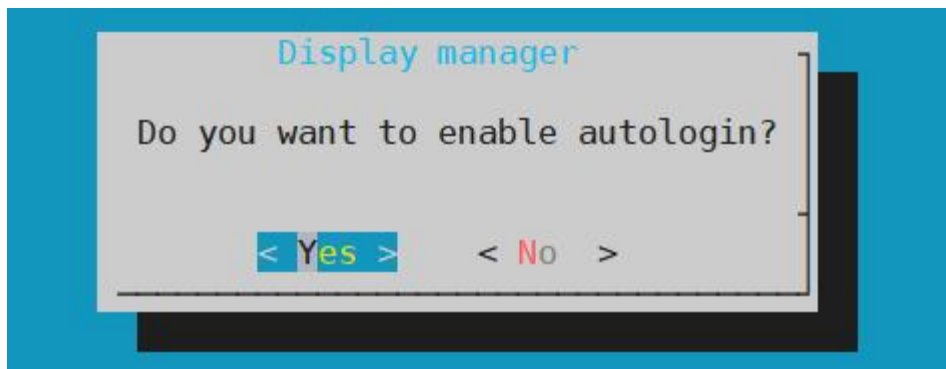 Display manager
Do you want to enable autologin?
< Yes > < No >